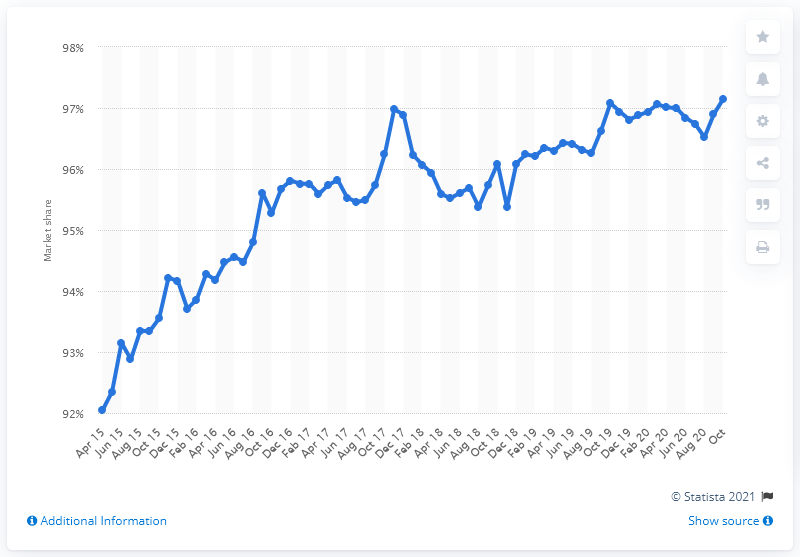 98%
97%
96%
95%
94%
93%
92%
Market share
Apr 15
Jun 15
Aug 15
Oct 15
Dec 15
Feb 16
Apr 16
Jun 16
Aug 16
Oct 16
Dec 16
Feb 17
Apr 17
Jun 17
Aug 17
Oct 17
Dec 17
Feb 18
Apr 18
Jun 18
Aug 18
Oct 18
Dec 18
Feb 19
Apr 19
Jun 19
Aug 19
Oct 19
Dec 19
Feb 20
Apr 20
Jun 20
Aug 20
Oct
© Statista 2021
Additional Information
Show source